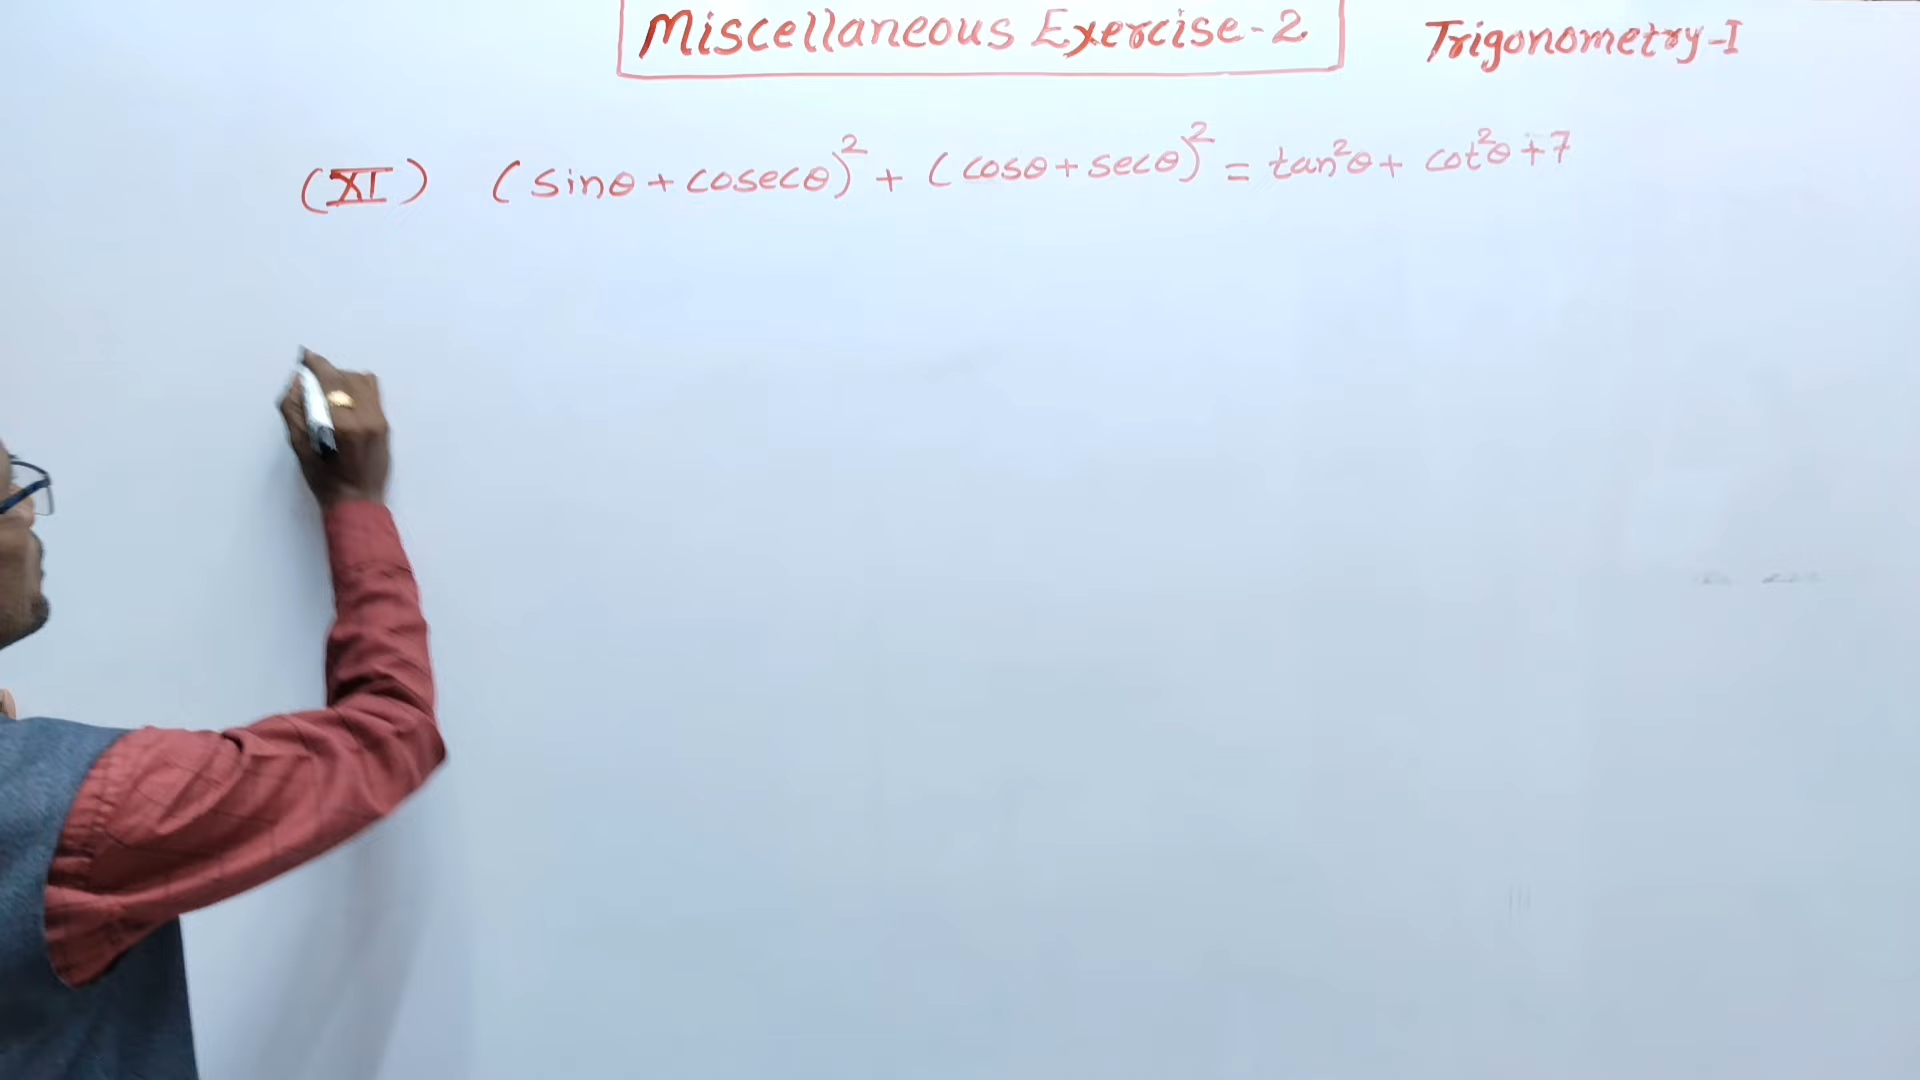 Miscellaneous Exercise-2 Trigonometry-I
(XI) (sinθ + cosecθ)² + (cosθ + secθ)² = tan²θ + cot²θ + 7